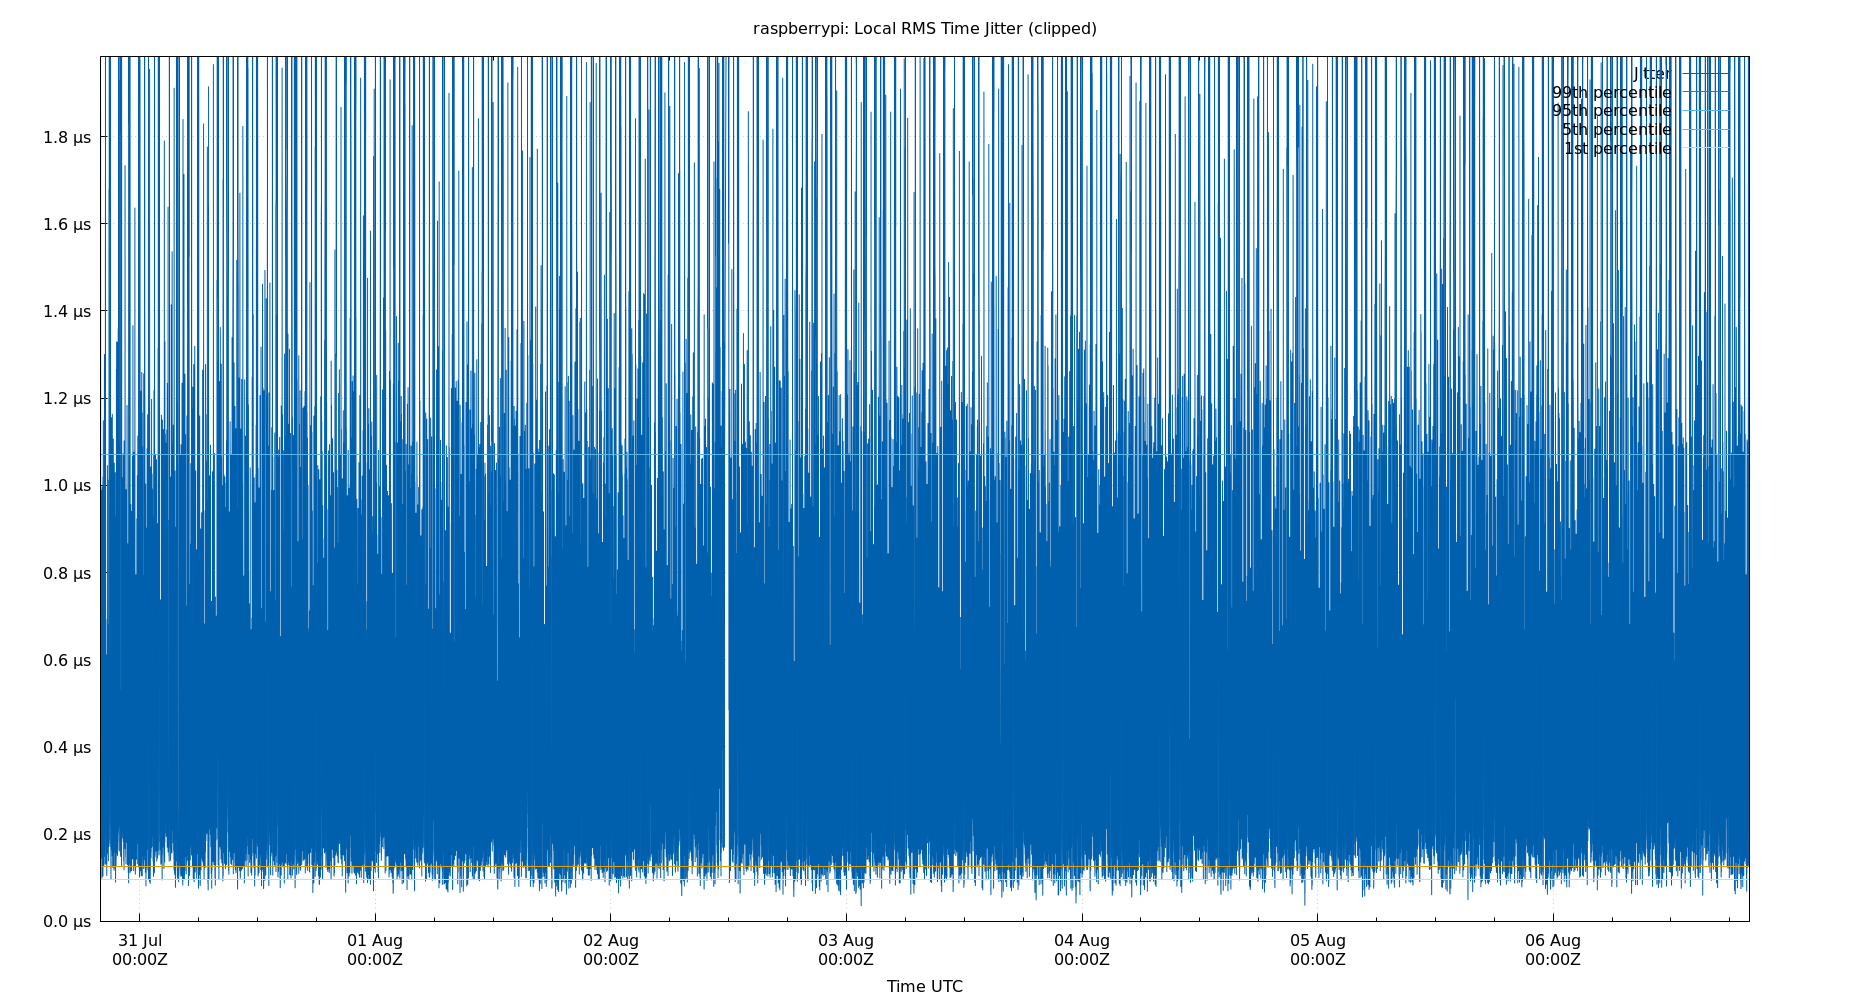 raspberrypi: Local RMS Time Jitter (clipped)
Jitter
99th percentile
95th percentile
5th percentile
1st percentile
1.8 µs
1.6 µs
1.4 µs
1.2 µs
1.0 µs
0.8 µs
0.6 µs
0.4 µs
0.2 µs
0.0 µs
31 Jul 01 Aug 02 Aug 03 Aug 04 Aug 05 Aug 06 Aug
00:00Z 00:00Z 00:00Z 00:00Z 00:00Z 00:00Z 00:00Z
Time UTC